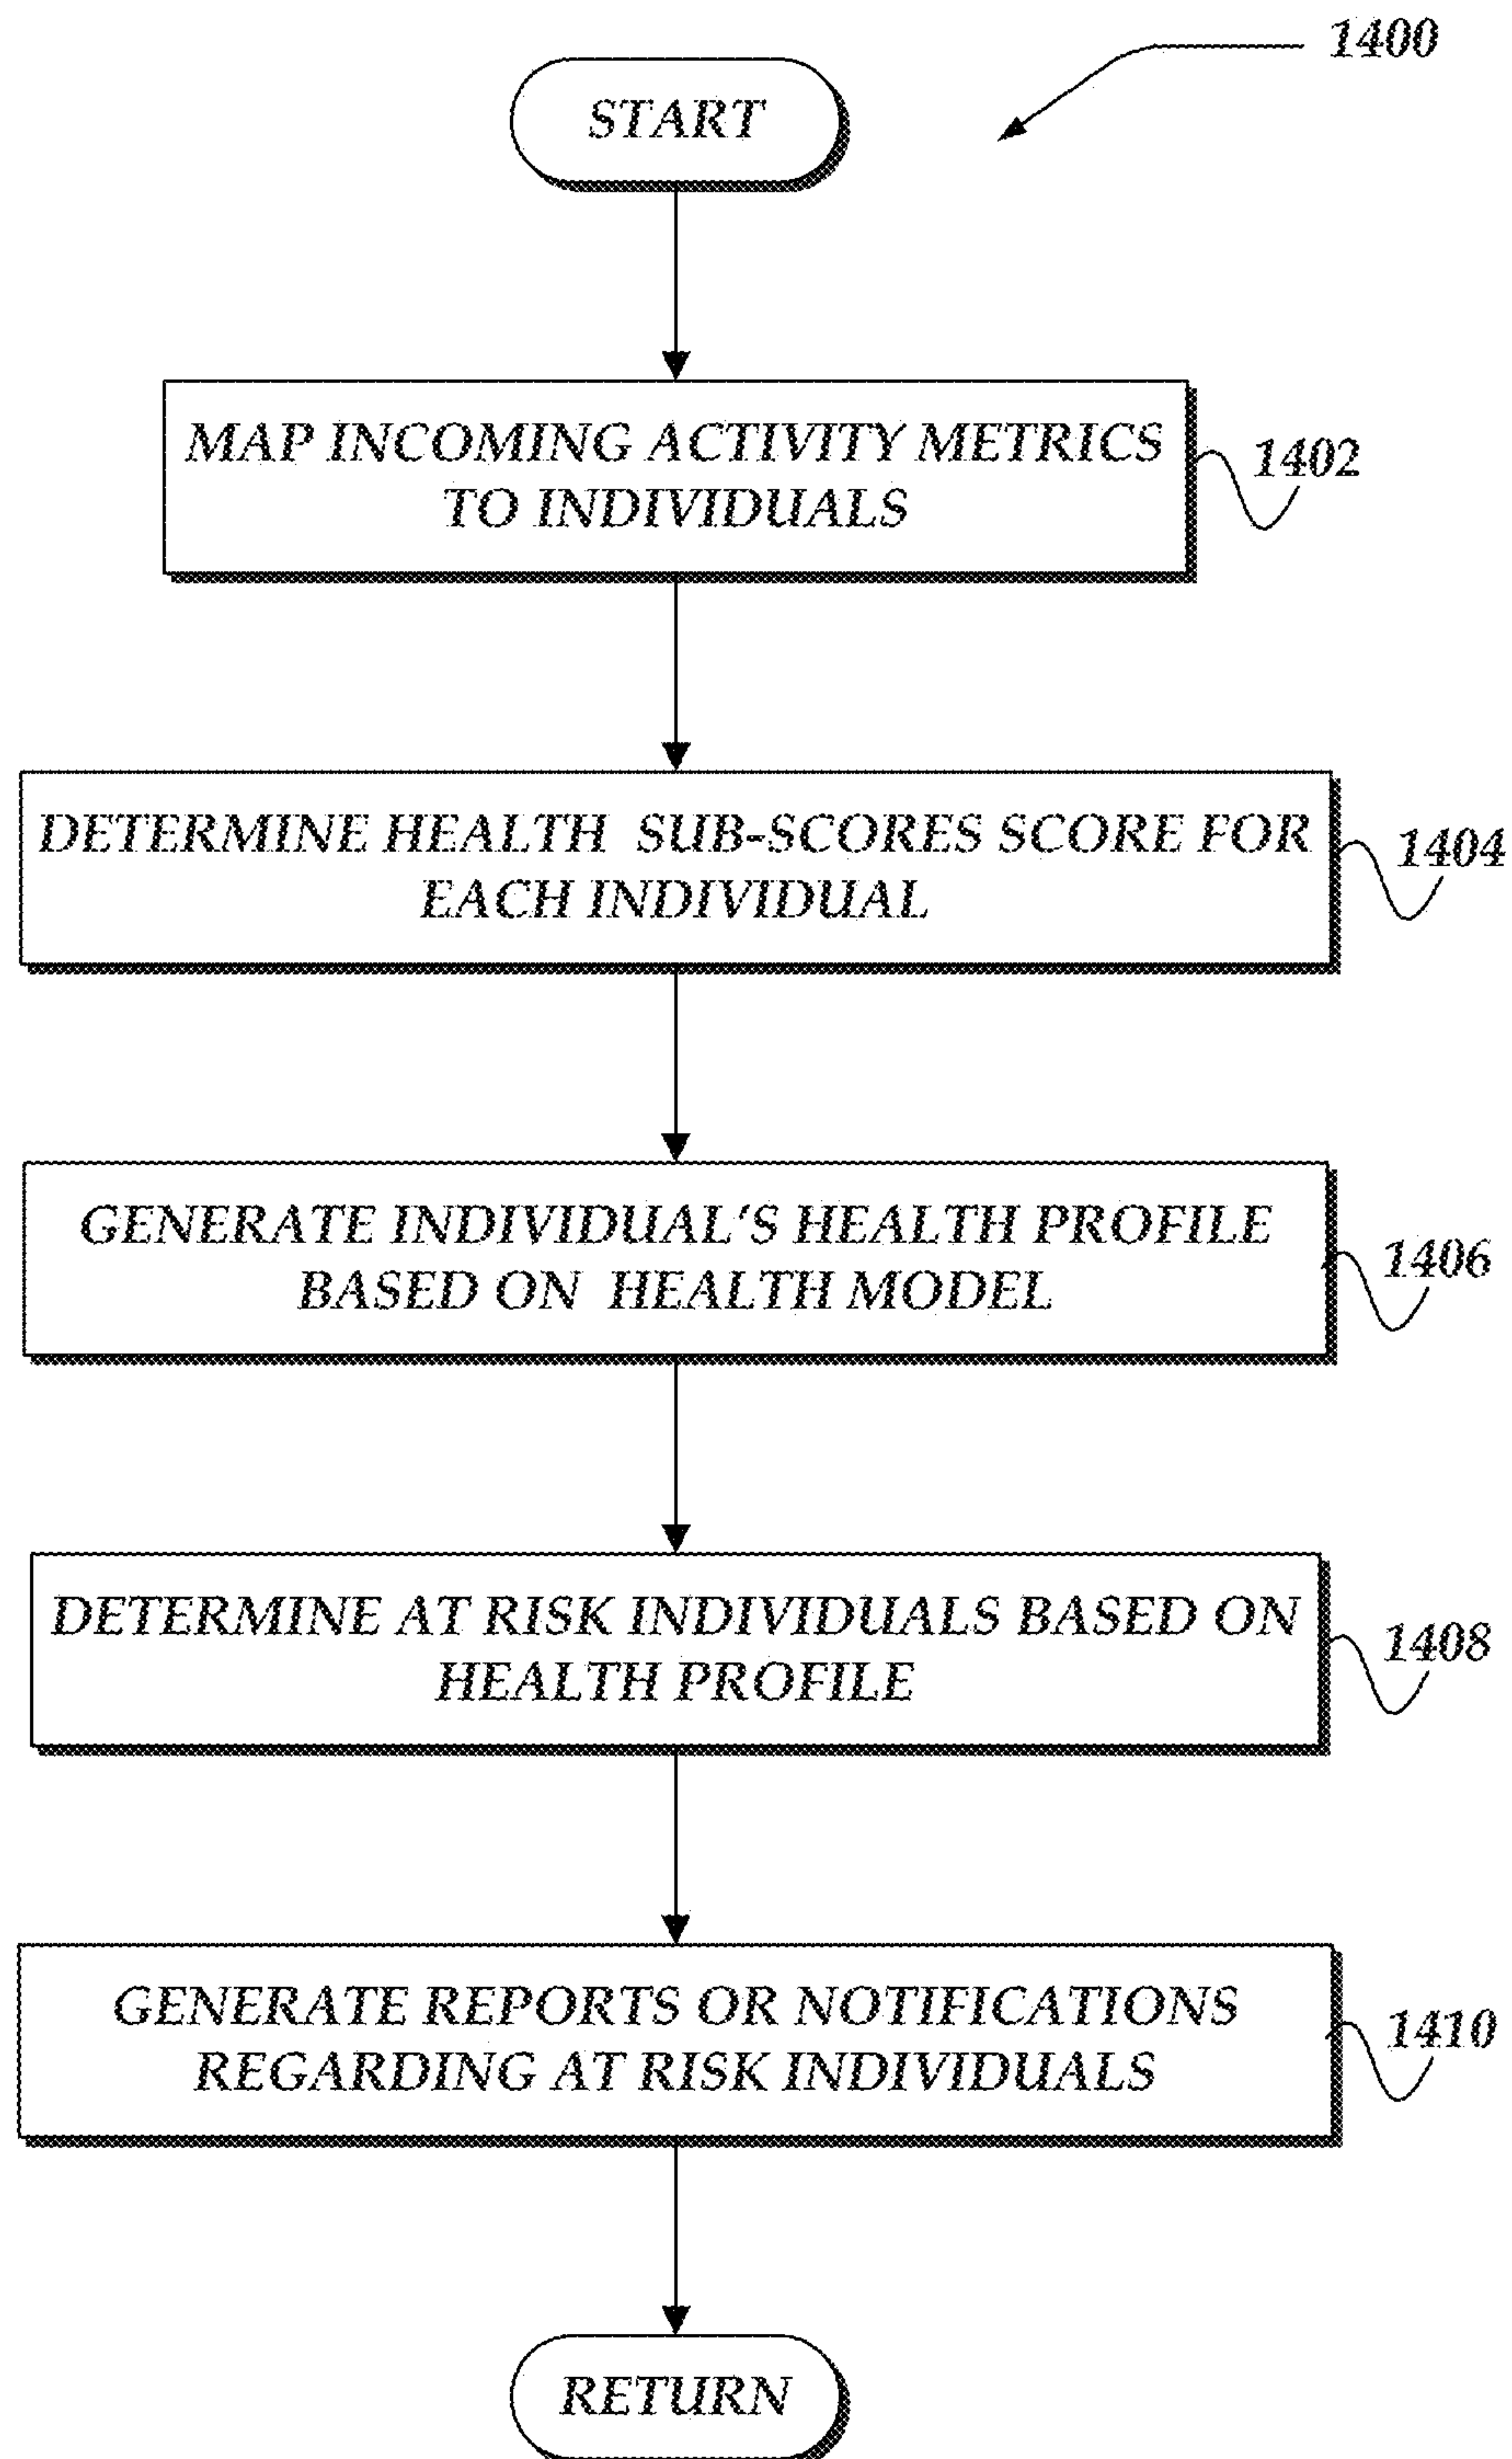 1400
START
MAP INCOMING ACTIVITY METRICS
TO INDIVIDUALS
1402
DETERMINE HEALTH SUB-SCORES SCORE FOR
EACH INDIVIDUAL
1404
GENERATE INDIVIDUAL'S HEALTH PROFILE
BASED ON HEALTH MODEL
1406
DETERMINE AT RISK INDIVIDUALS BASED ON
HEALTH PROFILE
1408
GENERATE REPORTS OR NOTIFICATIONS
REGARDING AT RISK INDIVIDUALS
1410
RETURN